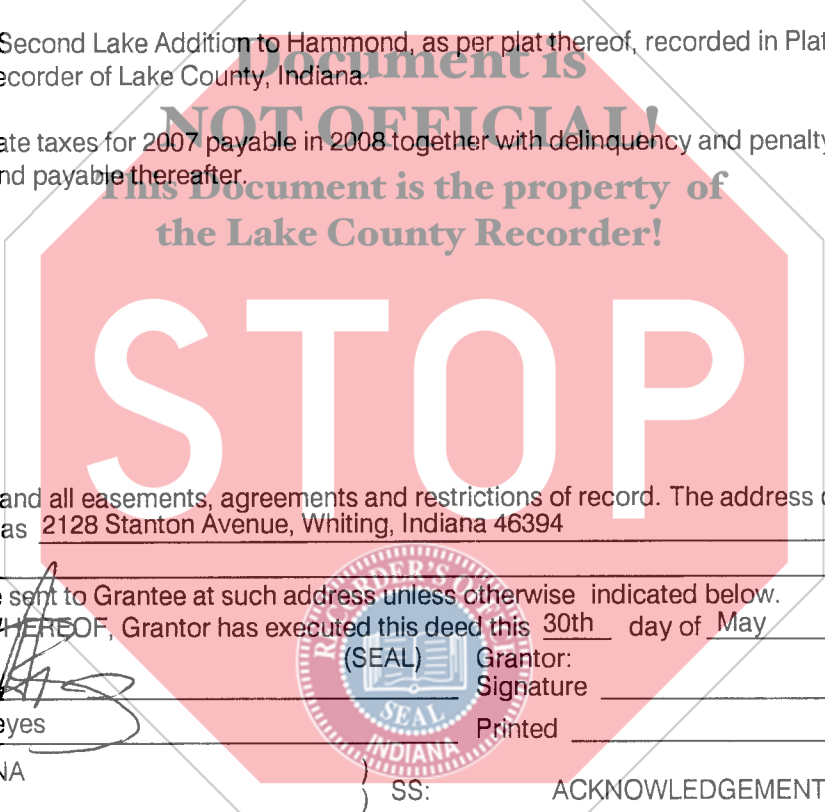 Second Lake Addition to Hammond, as per plat thereof, recorded in Plat
ecorder of Lake County, Indiana.
Document is
NOT OFFICIAL!
ate taxes for 2007 payable in 2008 together with delinquency and penalty
nd payable thereafter.
This Document is the property of
the Lake County Recorder!
STOP
and all easements, agreements and restrictions of record. The address o
as 2128 Stanton Avenue, Whiting, Indiana 46394
e sent to Grantee at such address unless otherwise indicated below.
HEREOF, Grantor has executed this deed this 30th day of May
(SEAL) Grantor:
Signature
eyes
Printed
RECORDER'S OFFICE
SEAL
INDIANA
NA
) SS: ACKNOWLEDGEMENT